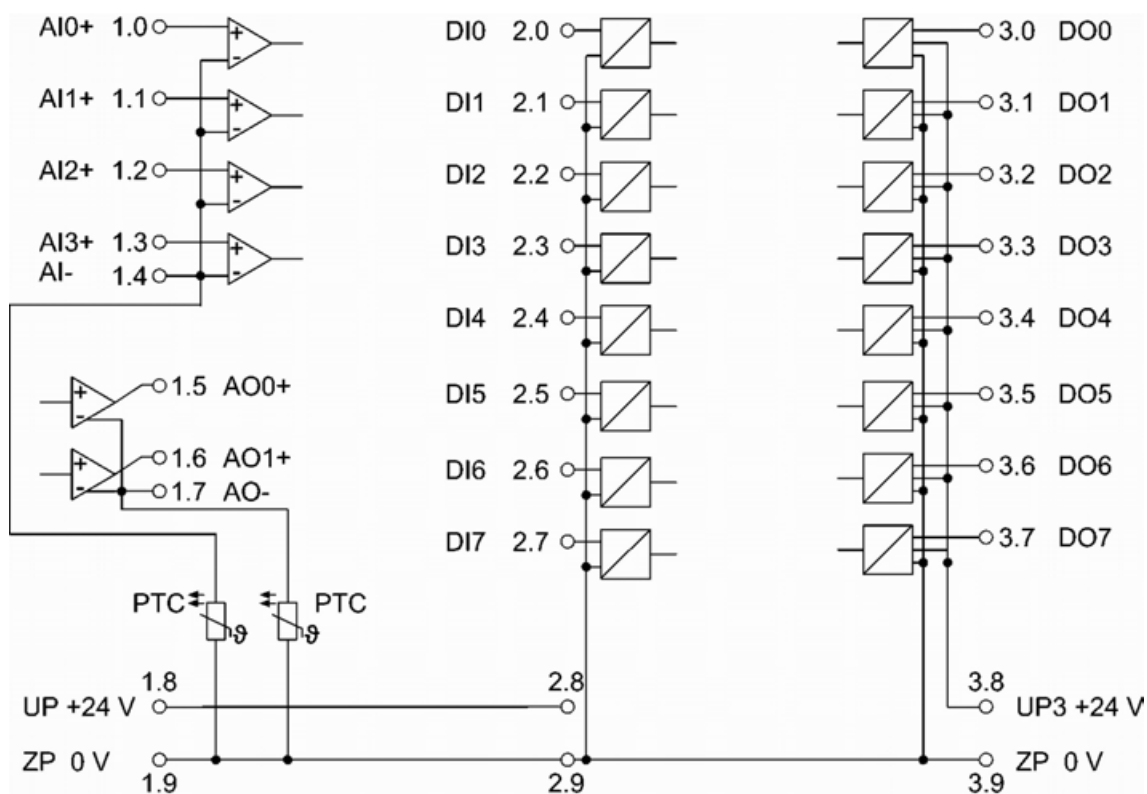 AI0+ 1.0
+
-
AI1+ 1.1
+
-
AI2+ 1.2
+
-
AI3+ 1.3
+
AI- 1.4
-
1.5 AO0+
+
-
1.6 AO1+
+
-
1.7 AO-
PTC ϑ
PTC ϑ
DI0 2.0
DI1 2.1
DI2 2.2
DI3 2.3
DI4 2.4
DI5 2.5
DI6 2.6
DI7 2.7
3.0 DO0
3.1 DO1
3.2 DO2
3.3 DO3
3.4 DO4
3.5 DO5
3.6 DO6
3.7 DO7
1.8 2.8 3.8
UP +24 V UP3 +24 V
ZP 0 V ZP 0 V
1.9 2.9 3.9